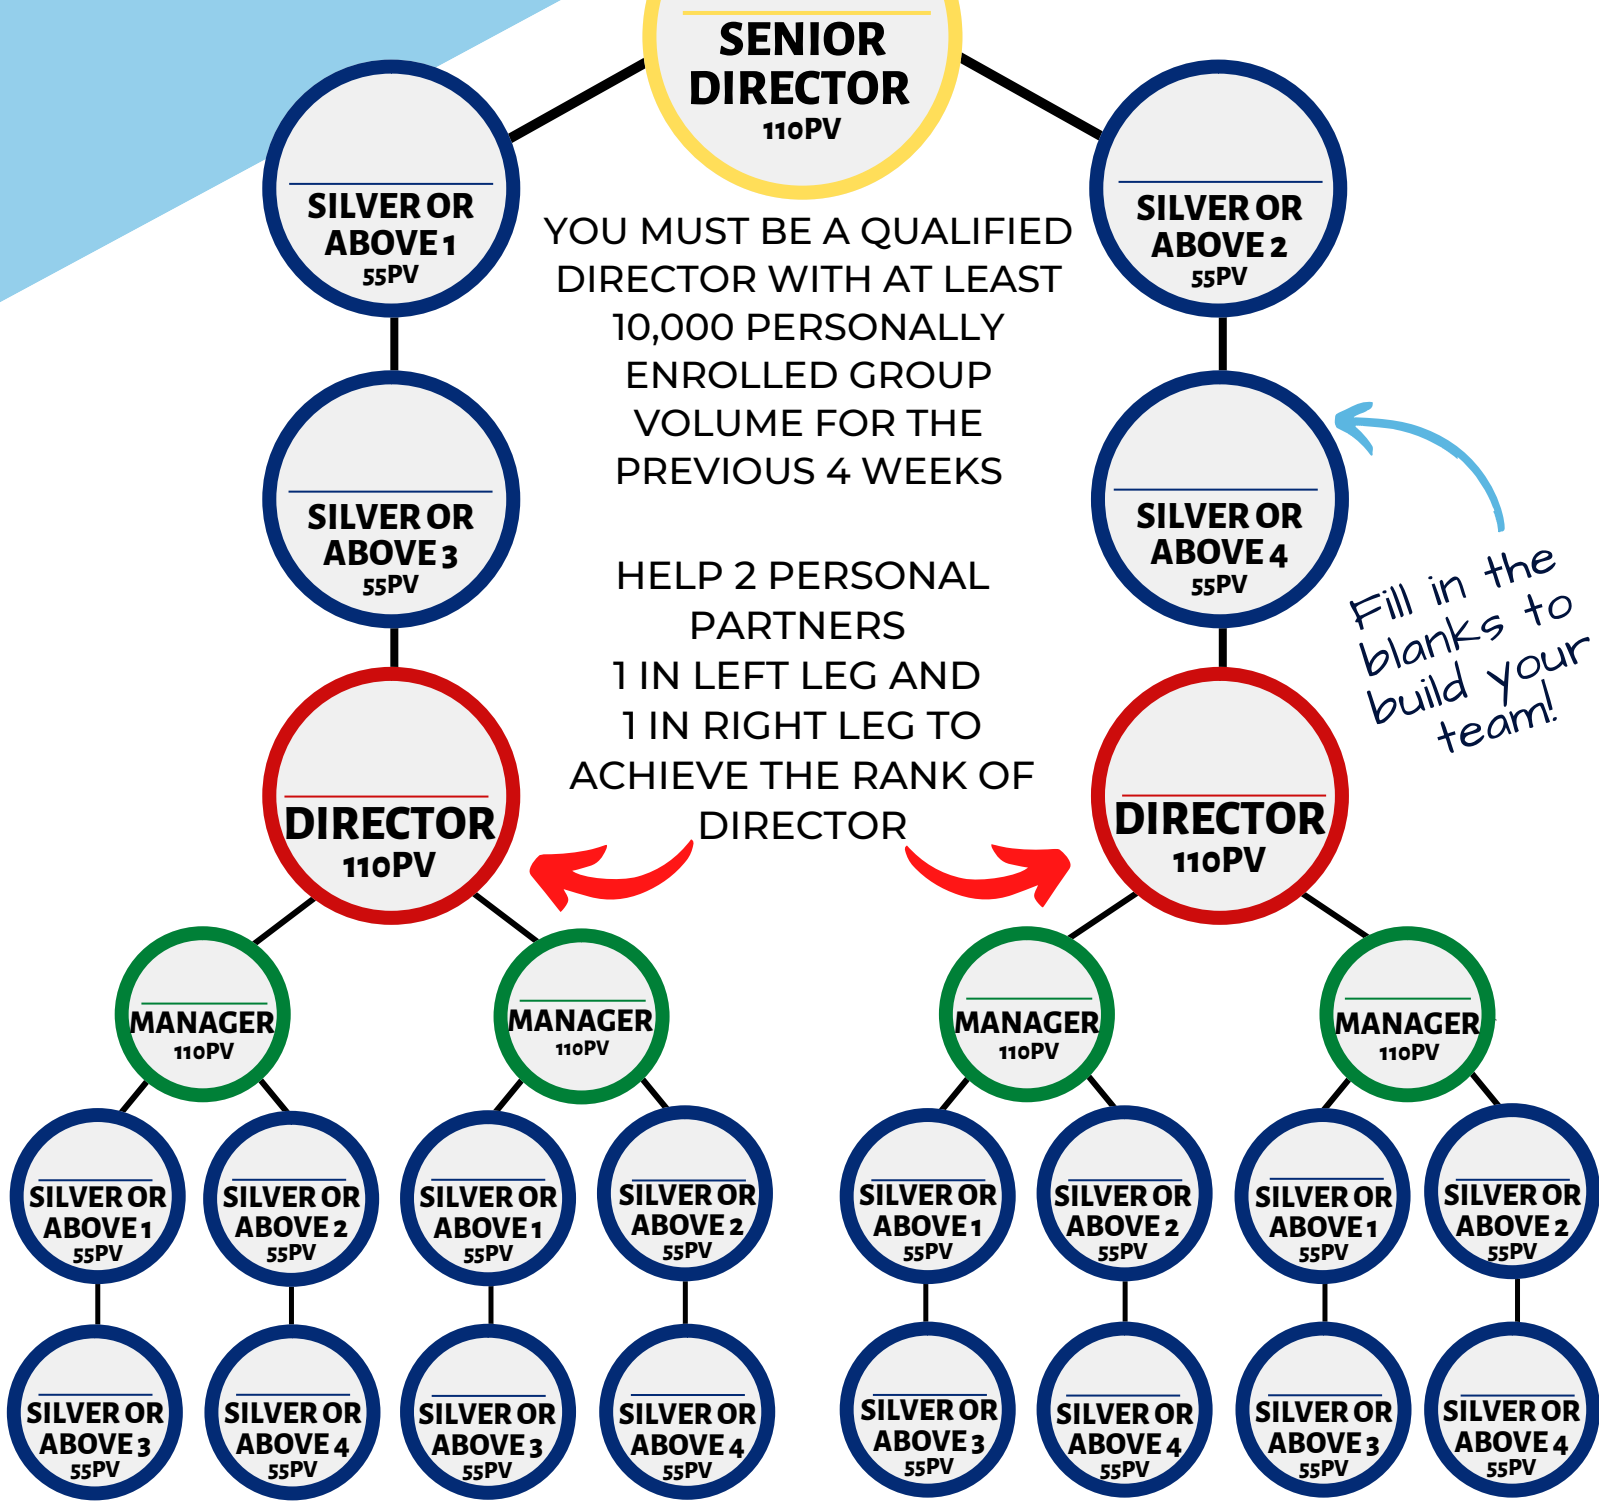 SENIOR
DIRECTOR
110PV
SILVER OR
ABOVE 1
55PV
SILVER OR
ABOVE 2
55PV
YOU MUST BE A QUALIFIED
DIRECTOR WITH AT LEAST
10,000 PERSONALLY
ENROLLED GROUP
VOLUME FOR THE
PREVIOUS 4 WEEKS
SILVER OR
ABOVE 3
55PV
SILVER OR
ABOVE 4
55PV
Fill in the
blanks to
build your
team!
HELP 2 PERSONAL
PARTNERS
1 IN LEFT LEG AND
1 IN RIGHT LEG TO
ACHIEVE THE RANK OF
DIRECTOR
DIRECTOR
110PV
DIRECTOR
110PV
MANAGER
110PV
MANAGER
110PV
MANAGER
110PV
MANAGER
110PV
SILVER OR
ABOVE 1
55PV
SILVER OR
ABOVE 2
55PV
SILVER OR
ABOVE 1
55PV
SILVER OR
ABOVE 2
55PV
SILVER OR
ABOVE 1
55PV
SILVER OR
ABOVE 2
55PV
SILVER OR
ABOVE 1
55PV
SILVER OR
ABOVE 2
55PV
SILVER OR
ABOVE 3
55PV
SILVER OR
ABOVE 4
55PV
SILVER OR
ABOVE 3
55PV
SILVER OR
ABOVE 4
55PV
SILVER OR
ABOVE 3
55PV
SILVER OR
ABOVE 4
55PV
SILVER OR
ABOVE 3
55PV
SILVER OR
ABOVE 4
55PV